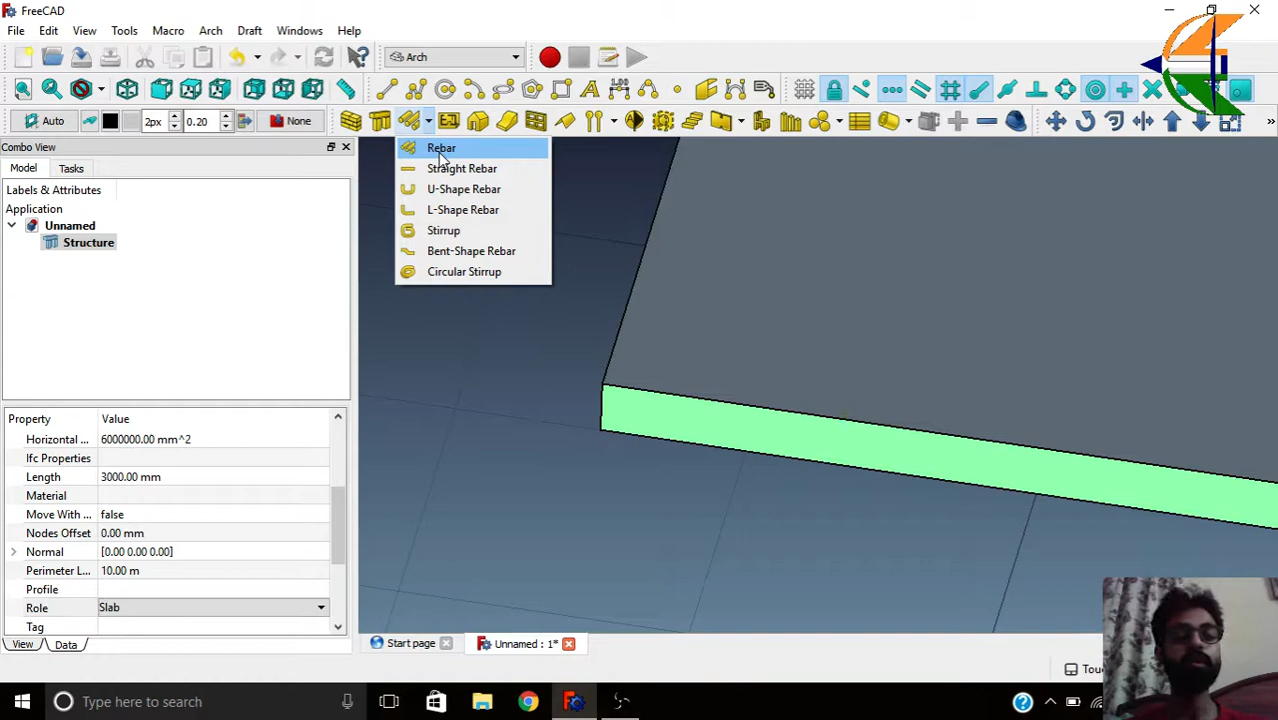 FreeCAD
File Edit View Tools Macro Arch Draft Windows Help
Arch
Auto 2px 0.20 None
Combo View
Model Tasks
Labels & Attributes
Application
Unnamed
Structure
Rebar
Straight Rebar
U-Shape Rebar
L-Shape Rebar
Stirrup
Bent-Shape Rebar
Circular Stirrup
Property Value
Horizontal ... 6000000.00 mm^2
Ifc Properties
Length 3000.00 mm
Material
Move With ... false
Nodes Offset 0.00 mm
Normal [0.00 0.00 0.00]
Perimeter L... 10.00 m
Profile
Role Slab
Tag
View Data
Start page Unnamed : 1*
Type here to search